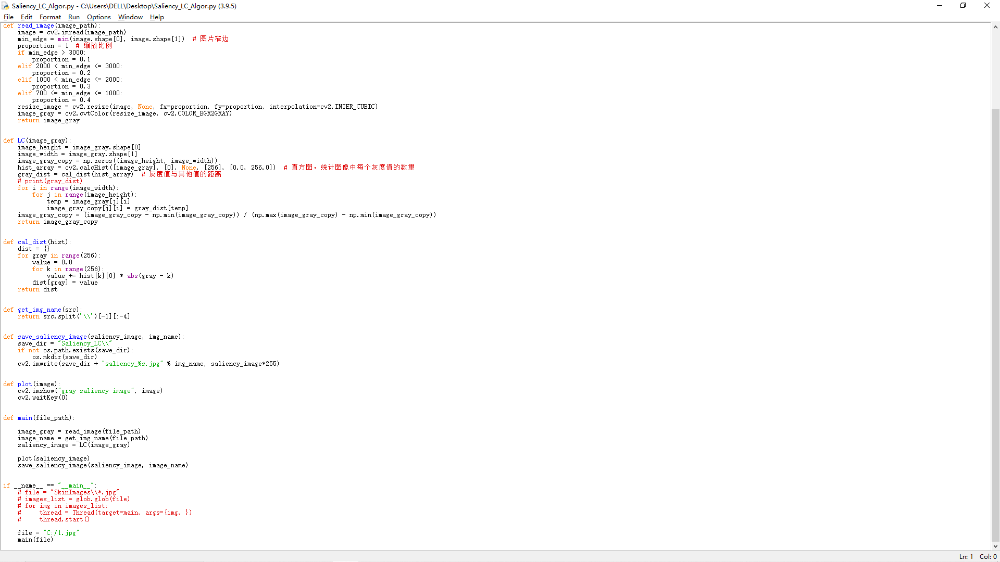 Saliency_LC_Algor.py - C:\Users\DELL\Desktop\Saliency_LC_Algor.py (3.9.5)
File Edit Format Run Options Window Help
def read_image(image_path):
    image = cv2.imread(image_path)
    min_edge = min(image.shape[0], image.shape[1])  # 图片窄边
    proportion = 1  # 缩放比例
    if min_edge > 3000:
        proportion = 0.1
    elif 2000 < min_edge <= 3000:
        proportion = 0.2
    elif 1000 < min_edge <= 2000:
        proportion = 0.3
    elif 700 <= min_edge <= 1000:
        proportion = 0.4
    resize_image = cv2.resize(image, None, fx=proportion, fy=proportion, interpolation=cv2.INTER_CUBIC)
    image_gray = cv2.cvtColor(resize_image, cv2.COLOR_BGR2GRAY)
    return image_gray
def LC(image_gray):
    image_height = image_gray.shape[0]
    image_width = image_gray.shape[1]
    image_gray_copy = np.zeros((image_height, image_width))
    hist_array = cv2.calcHist([image_gray], [0], None, [256], [0.0, 256.0])  # 直方图，统计图像中每个灰度值的数量
    gray_dist = cal_dist(hist_array)  # 灰度值与其他值的距离
    # print(gray_dist)
    for i in range(image_width):
        for j in range(image_height):
            temp = image_gray[j][i]
            image_gray_copy[j][i] = gray_dist[temp]
    image_gray_copy = (image_gray_copy - np.min(image_gray_copy)) / (np.max(image_gray_copy) - np.min(image_gray_copy))
    return image_gray_copy
def cal_dist(hist):
    dist = {}
    for gray in range(256):
        value = 0.0
        for k in range(256):
            value += hist[k][0] * abs(gray - k)
        dist[gray] = value
    return dist
def get_img_name(src):
    return src.split('\\')[-1][:-4]
def save_saliency_image(saliency_image, img_name):
    save_dir = "Saliency_LC\\"
    if not os.path.exists(save_dir):
        os.mkdir(save_dir)
    cv2.imwrite(save_dir + "saliency_%s.jpg" % img_name, saliency_image*255)
def plot(image):
    cv2.imshow("gray saliency image", image)
    cv2.waitKey(0)
def main(file_path):
    image_gray = read_image(file_path)
    image_name = get_img_name(file_path)
    saliency_image = LC(image_gray)
    plot(saliency_image)
    save_saliency_image(saliency_image, image_name)
if __name__ == "__main__":
    # file = "SkinImages\\*.jpg"
    # images_list = glob.glob(file)
    # for img in images_list:
    #     thread = Thread(target=main, args={img, })
    #     thread.start()
    file = "C:/1.jpg"
    main(file)
Ln: 1 Col: 0